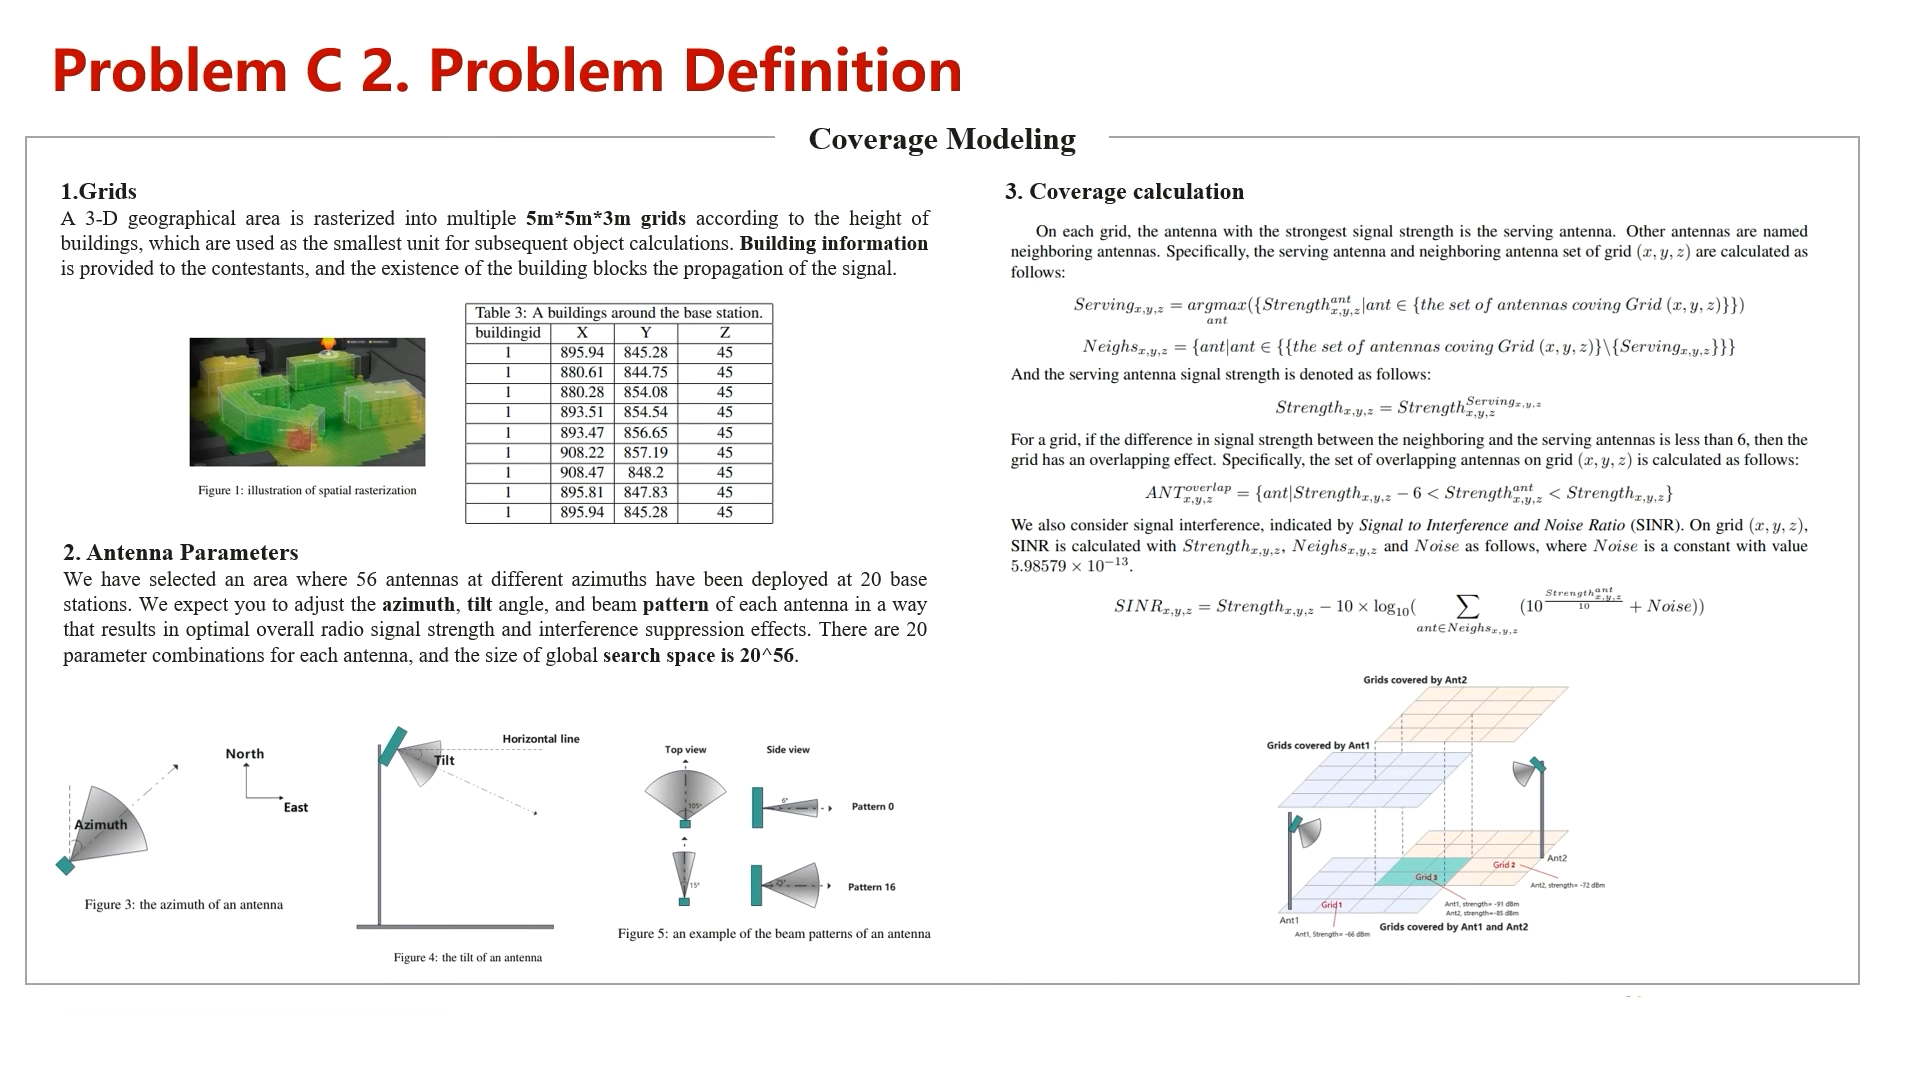 Problem C 2. Problem Definition
Coverage Modeling
1.Grids
A 3-D geographical area is rasterized into multiple 5m*5m*3m grids according to the height of
buildings, which are used as the smallest unit for subsequent object calculations. Building information
is provided to the contestants, and the existence of the building blocks the propagation of the signal.
Figure 1: illustration of spatial rasterization
Table 3: A buildings around the base station.
buildingid X Y Z
1 895.94 845.28 45
1 880.61 844.75 45
1 880.28 854.08 45
1 893.51 854.54 45
1 893.47 856.65 45
1 908.22 857.19 45
1 908.47 848.2 45
1 895.81 847.83 45
1 895.94 845.28 45
2. Antenna Parameters
We have selected an area where 56 antennas at different azimuths have been deployed at 20 base
stations. We expect you to adjust the azimuth, tilt angle, and beam pattern of each antenna in a way
that results in optimal overall radio signal strength and interference suppression effects. There are 20
parameter combinations for each antenna, and the size of global search space is 20^56.
North
East
Azimuth
Figure 3: the azimuth of an antenna
Horizontal line
Tilt
Figure 4: the tilt of an antenna
Top view Side view
105°
6°
Pattern 0
15°
25°
Pattern 16
Figure 5: an example of the beam patterns of an antenna
3. Coverage calculation
On each grid, the antenna with the strongest signal strength is the serving antenna. Other antennas are named
neighboring antennas. Specifically, the serving antenna and neighboring antenna set of grid (x, y, z) are calculated as
follows:
Serving_{x,y,z} = argmax_{ant}({Strength^{ant}_{x,y,z}|ant ∈ {the set of antennas coving Grid (x, y, z)}})
Neighs_{x,y,z} = {ant|ant ∈ {{the set of antennas coving Grid (x, y, z)}\{Serving_{x,y,z}}}}
And the serving antenna signal strength is denoted as follows:
Strength_{x,y,z} = Strength^{Serving_{x,y,z}}_{x,y,z}
For a grid, if the difference in signal strength between the neighboring and the serving antennas is less than 6, then the
grid has an overlapping effect. Specifically, the set of overlapping antennas on grid (x, y, z) is calculated as follows:
ANT^{overlap}_{x,y,z} = {ant|Strength_{x,y,z} − 6 < Strength^{ant}_{x,y,z} < Strength_{x,y,z}}
We also consider signal interference, indicated by Signal to Interference and Noise Ratio (SINR). On grid (x, y, z),
SINR is calculated with Strength_{x,y,z}, Neighs_{x,y,z} and Noise as follows, where Noise is a constant with value
5.98579 × 10^{−13}.
SINR_{x,y,z} = Strength_{x,y,z} − 10 × log_{10}( ∑_{ant∈Neighs_{x,y,z}} (10^{Strength^{ant}_{x,y,z}/10} + Noise))
Grids covered by Ant2
Grids covered by Ant1
Grid 2
Ant2
Grid 3
Ant2, strength= -72 dBm
Grid 1
Ant1, strength= -91 dBm
Ant2, strength=-85 dBm
Ant1
Grids covered by Ant1 and Ant2
Ant1, Strength= -66 dBm